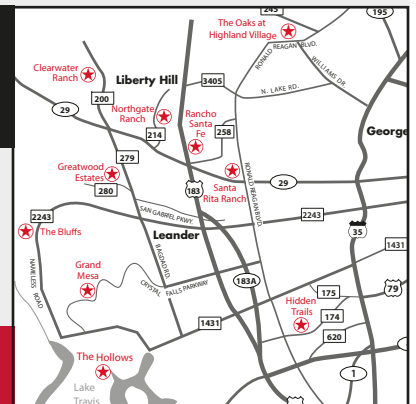 245
195
The Oaks at
Highland Village
RONALD REAGAN BLVD.
WILLIAMS DR.
Clearwater
Ranch
Liberty Hill
3405
N. LAKE RD.
200
29
Northgate
Ranch
Rancho
Santa
Fe
214
258
George
279
Greatwood
Estates
280
183
Santa
Rita Ranch
RONALD REAGAN BLVD.
29
SAN GABREL PKWY.
2243
2243
35
The Bluffs
Leander
1431
NAMELESS ROAD
BAGDAD RD
Grand
Mesa
CRYSTAL FALLS PARKWAY
183A
175
79
Hidden
Trails
174
1431
620
The Hollows
1
Lake
Travis